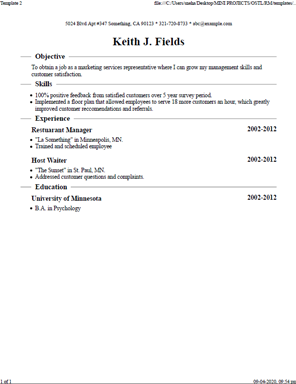 Template 2
file:///C:/Users/usaha/Desktop/MINI PROJECTS/OSTL/RM/templates/...
5024 Blvd Apt #347 Something, CA 90123 * 321-720-8733 * abc@example.com
Keith J. Fields
Objective
To obtain a job as a marketing services representative where I can grow my management skills and
customer satisfaction.
Skills
• 100% positive feedback from satisfied customers over 5 year survey period.
• Implemented a floor plan that allowed employees to serve 18 more customers an hour, which greatly
improved customer reccomendations and referrals.
Experience
Restuarant Manager 2002-2012
• "La Something" in Minneapolis, MN.
• Trained and scheduled employee
Host Waiter 2002-2012
• "The Sunset" in St. Paul, MN.
• Addressed customer questions and complaints.
Education
University of Minnesota 2002-2012
• B.A. in Psychology
1 of 1
09-04-2020, 09:54 pm